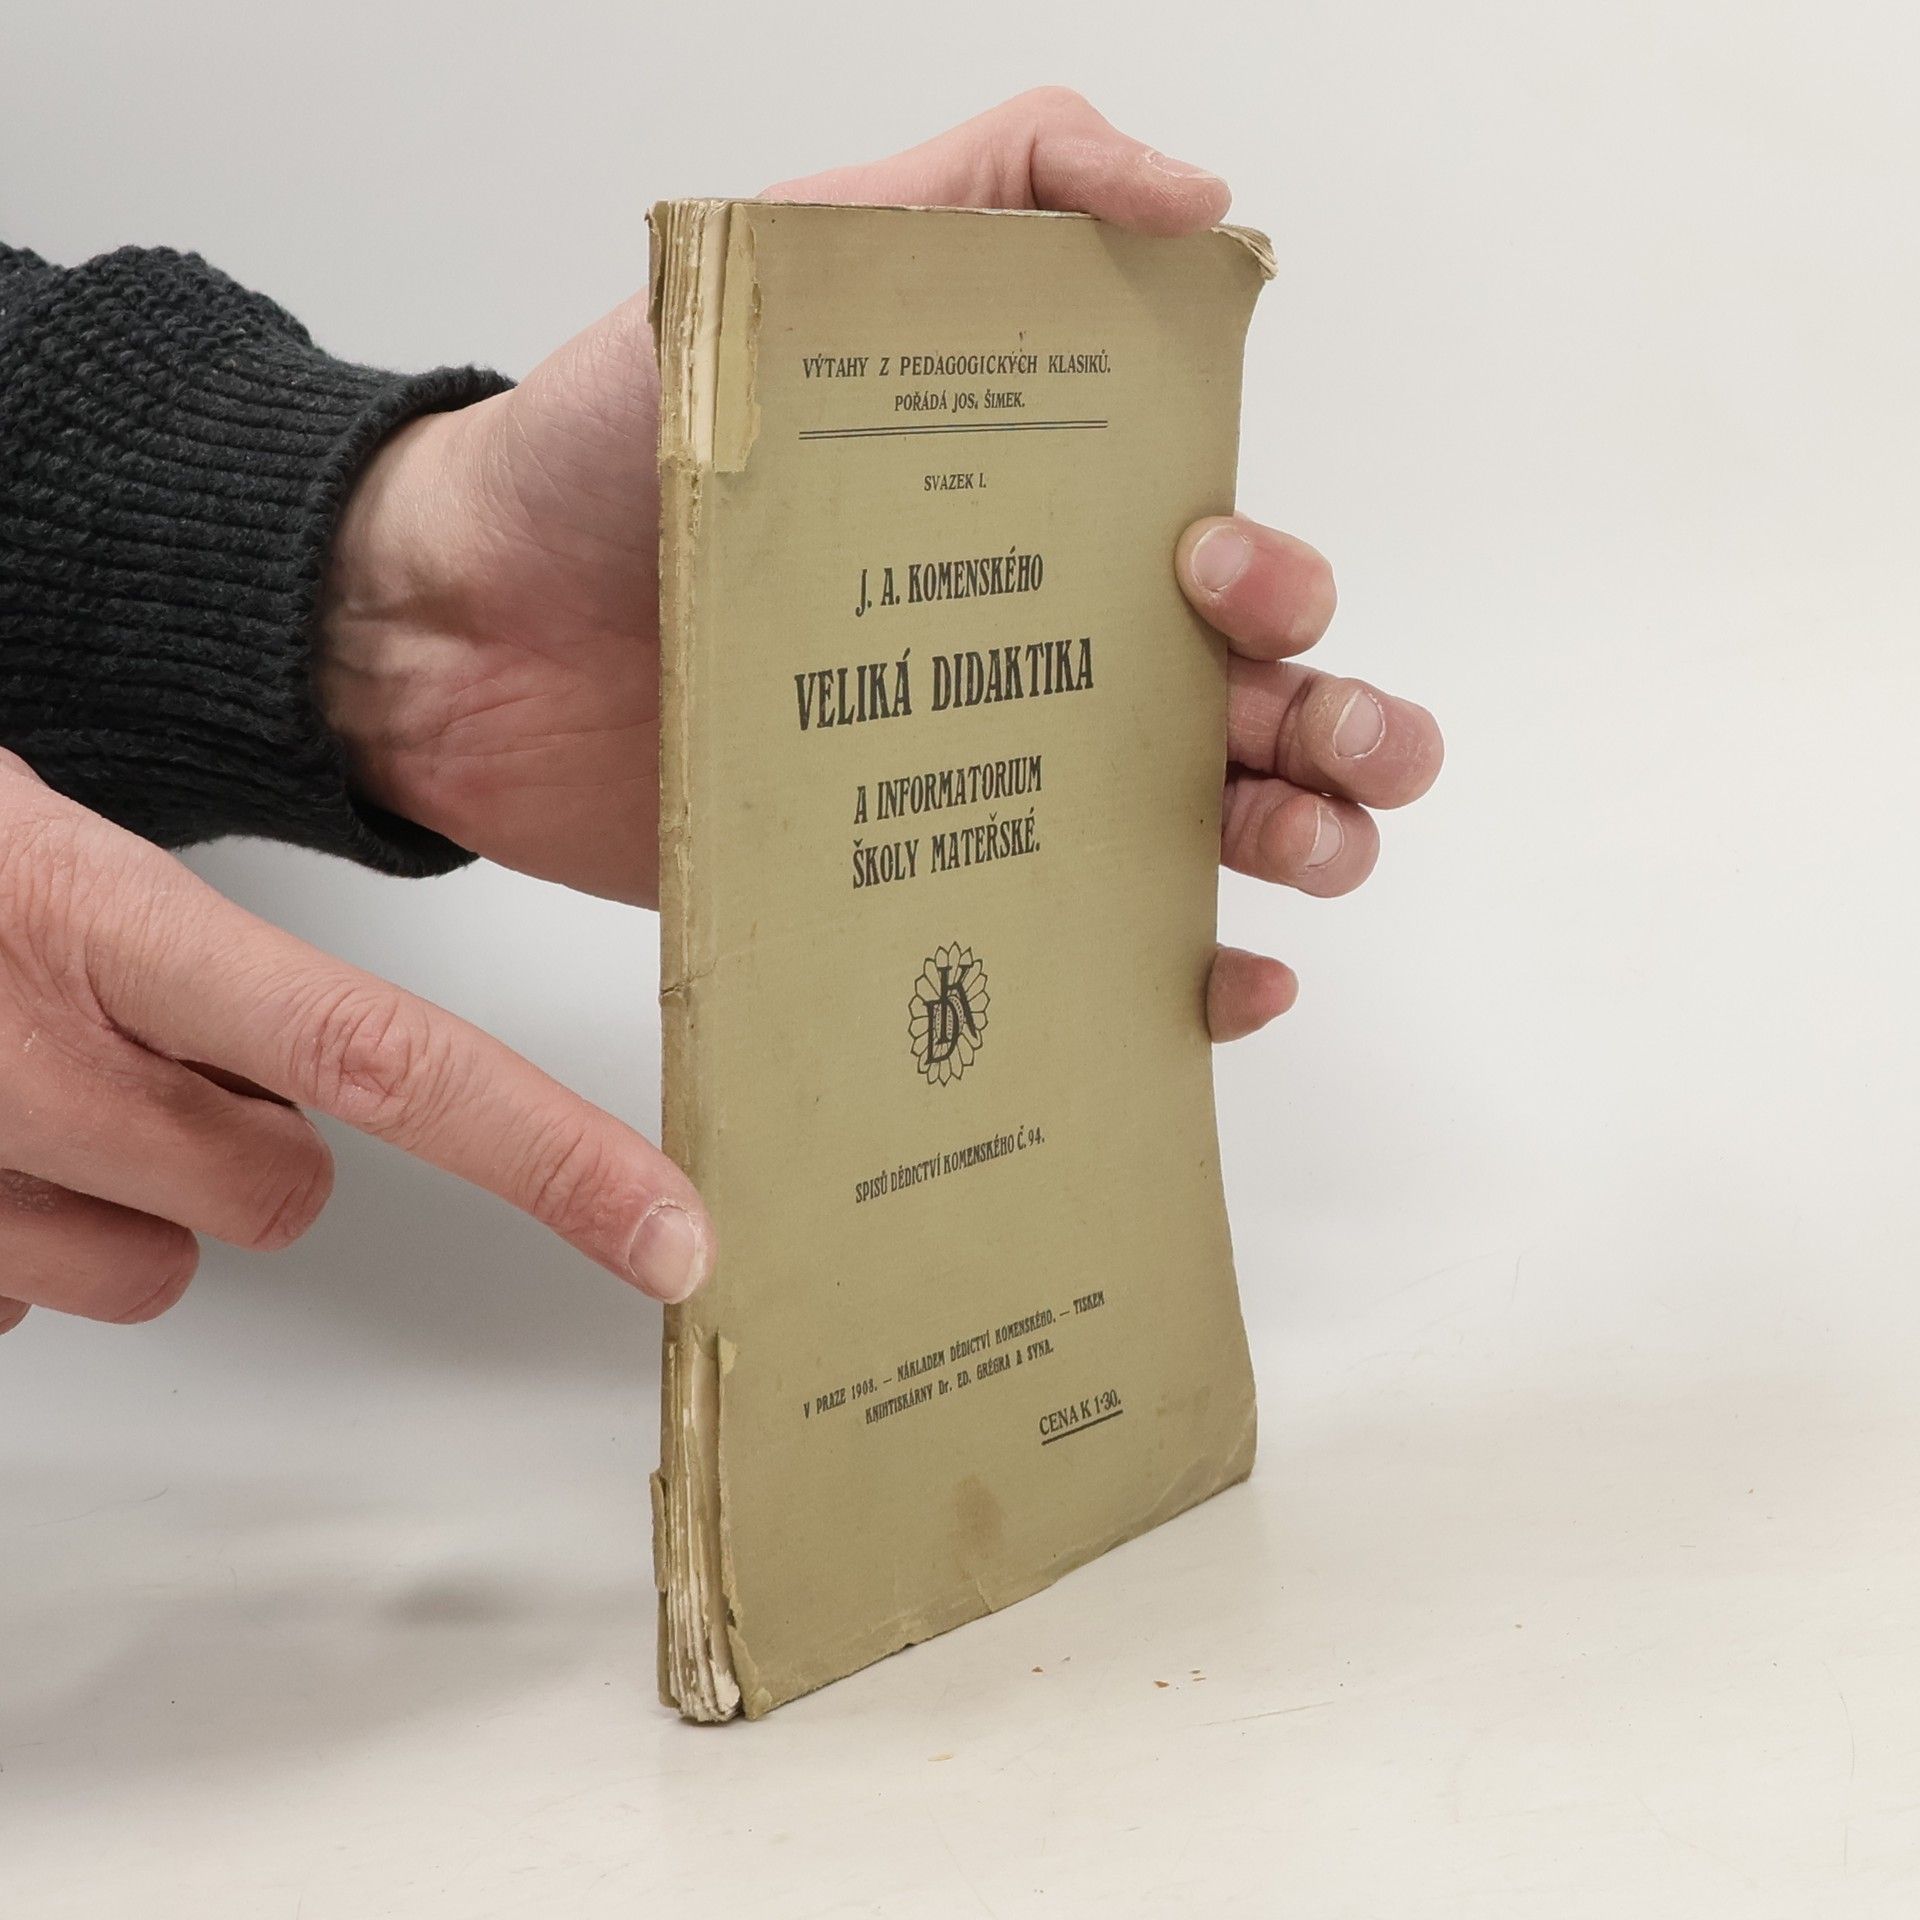 VÝTAHY Z PEDAGOGICKÝCH KLASIKŮ.
POŘÁDÁ JOS. ŠIMEK.
SVAZEK I.
J. A. KOMENSKÉHO
VELIKÁ DIDAKTIKA
A INFORMATORIUM
ŠKOLY MATEŘSKÉ.
DK
SPISŮ DĚDICTVÍ KOMENSKÉHO Č. 94.
V PRAZE 1908. — NÁKLADEM DĚDICTVÍ KOMENSKÉHO. — TISKEM
KNIHTISKÁRNY Dr. ED. GRÉGRA A SYNA.
CENA K 1·30.